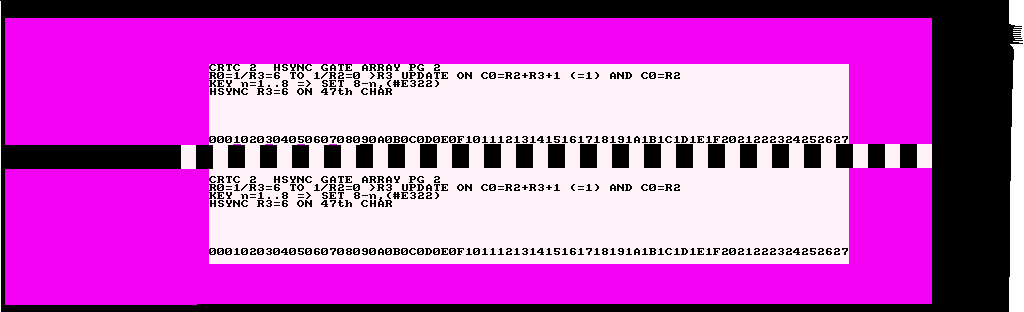 CRTC 2  HSYNC GATE ARRAY PG 2
R0=1/R3=6 TO 1/R2=0 >R3 UPDATE ON C0=R2+R3+1 (=1) AND C0=R2
KEY n=1..8 => SET 8-n,(#E322)
HSYNC R3=6 ON 47th CHAR
000102030405060708090A0B0C0D0E0F101112131415161718191A1B1C1D1E1F2021222324252627
CRTC 2  HSYNC GATE ARRAY PG 2
R0=1/R3=6 TO 1/R2=0 >R3 UPDATE ON C0=R2+R3+1 (=1) AND C0=R2
KEY n=1..8 => SET 8-n,(#E322)
HSYNC R3=6 ON 47th CHAR
000102030405060708090A0B0C0D0E0F101112131415161718191A1B1C1D1E1F2021222324252627